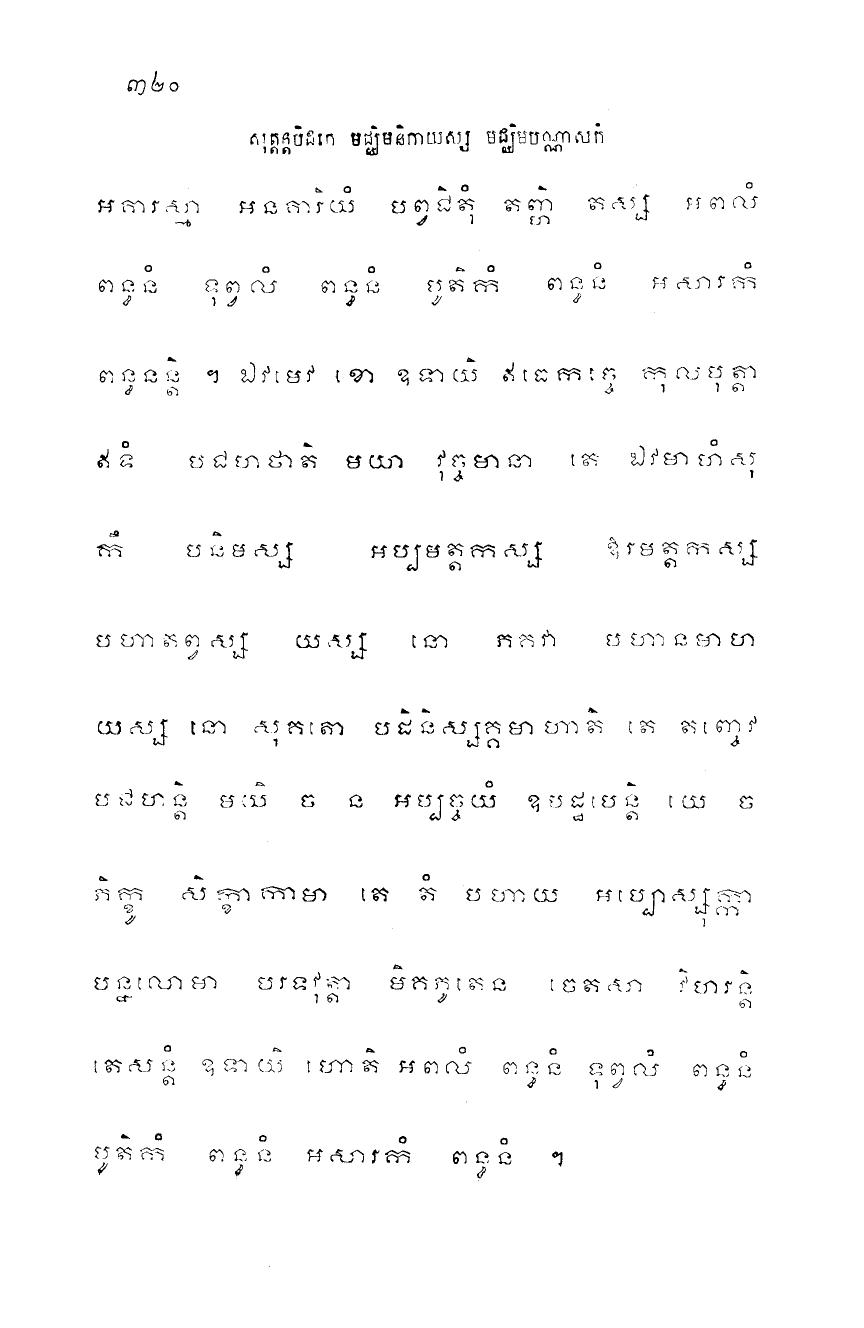 ៣២០
សុត្តន្តបិដកេ មជ្ឈិមនិកាយស្ស មជ្ឈិមបណ្ណាសកំ
អគារស្មា អនគារិយំ បព្វជិតុំ តញ្ហិ តស្ស អពលំ
ពន្ធនំ ទុព្វលំ ពន្ធនំ បូតិកំ ពន្ធនំ អសារកំ
ពន្ធនន្តិ ។ ឯវមេវ ខោ ឧទាយិ ឥធេកច្ចេ កុលបុត្តា
ឥទំ បជហថាតិ មយា វុច្ចមានា តេ ឯវមាហំសុ
កឹ បនិមស្ស អប្បមត្តកស្ស ឱរមត្តកស្ស
បហាតព្វស្ស យស្ស នោ ភគវា បហានមាហ
យស្ស នោ សុគតោ បដិនិស្សគ្គមាហាតិ តេ តញ្ចេវ
បជហន្តិ មយិ ច ន អប្បច្ចយំ ឧបដ្ឋបេន្តិ យេ ច
ភិក្ខូ សិក្ខាកាមា តេ តំ បហាយ អប្បោស្សុក្កា
បន្នលោមា បរទវុត្តា មិគភូតេន ចេតសា វិហរន្តិ
តេសន្តំ ឧទាយិ ហោតិ អពលំ ពន្ធនំ ទុព្វលំ ពន្ធនំ
បូតិកំ ពន្ធនំ អសារកំ ពន្ធនំ ។